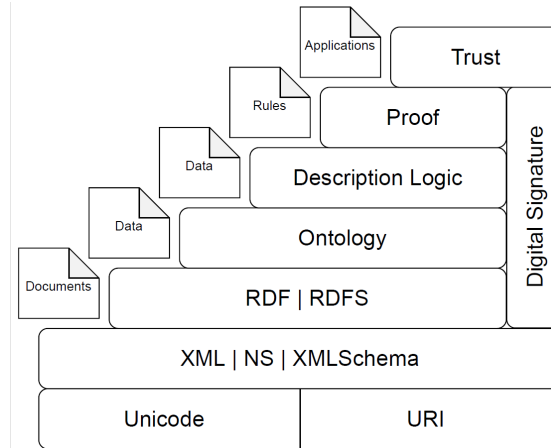 Applications
Trust
Rules
Proof
Data
Description Logic
Data
Ontology
Digital Signature
Documents
RDF | RDFS
XML | NS | XMLSchema
Unicode
URI